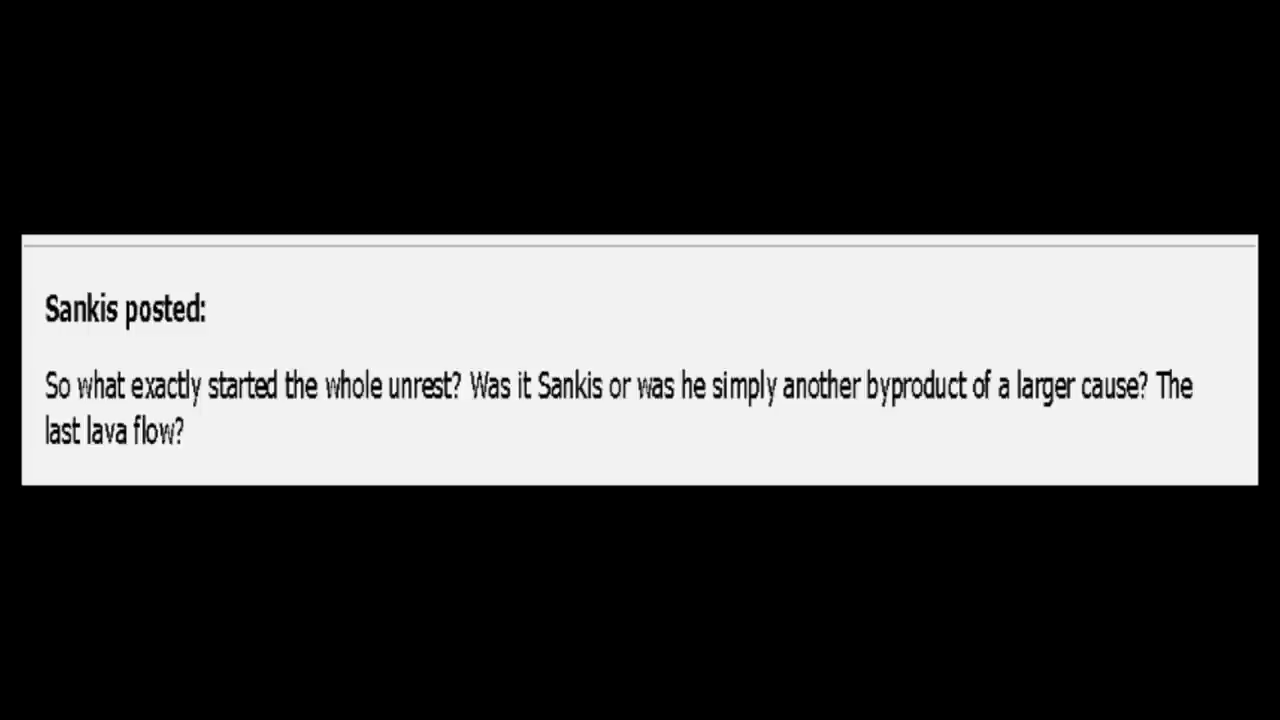 Sankis posted:
So what exactly started the whole unrest? Was it Sankis or was he simply another byproduct of a larger cause? The
last lava flow?